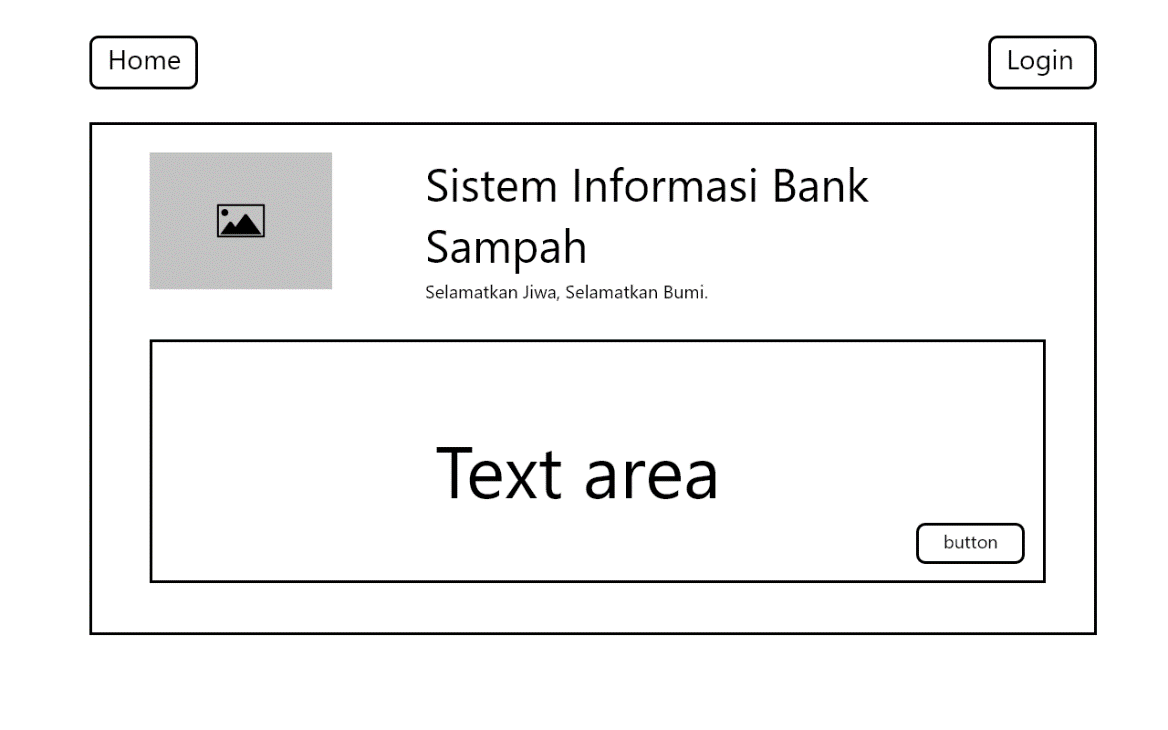 Home
Login
Sistem Informasi Bank
Sampah
Selamatkan Jiwa, Selamatkan Bumi.
Text area
button